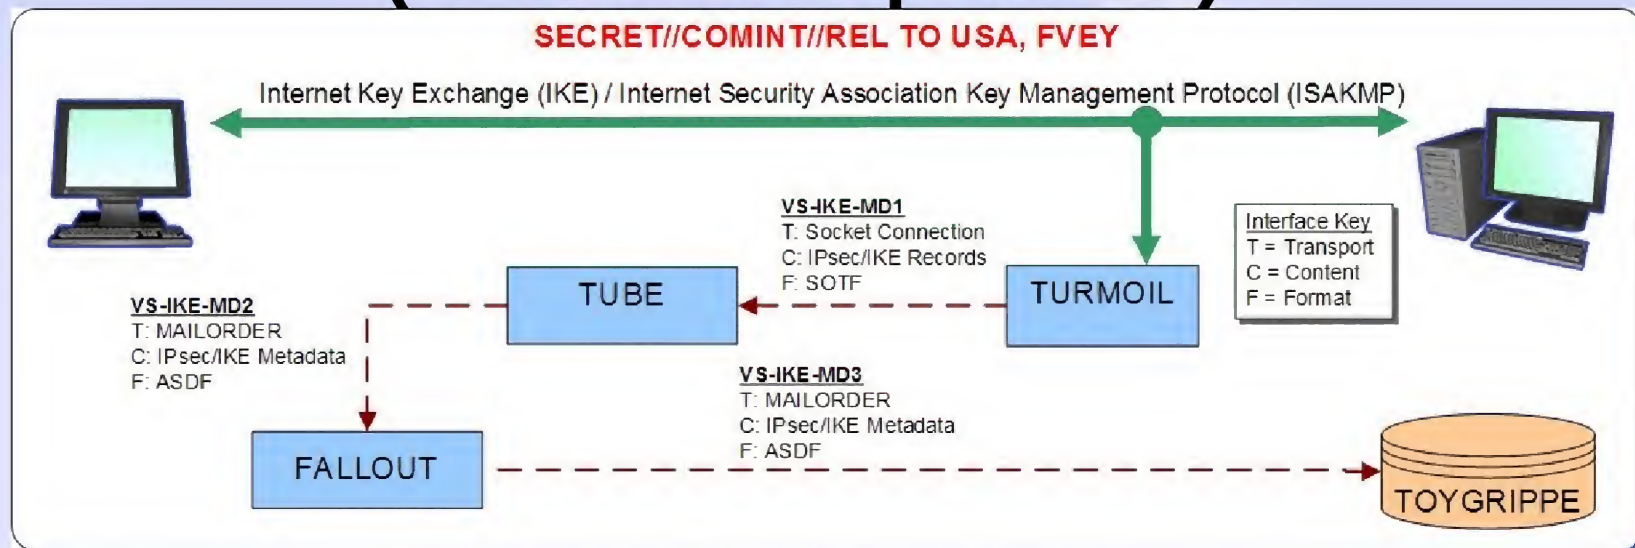 SECRET//COMINT//REL TO USA, FVEY
Internet Key Exchange (IKE) / Internet Security Association Key Management Protocol (ISAKMP)
VS-IKE-MD1
T: Socket Connection
C: IPsec/IKE Records
F: SOTF
Interface Key
T = Transport
C = Content
F = Format
TUBE
TURMOIL
VS-IKE-MD2
T: MAILORDER
C: IPsec/IKE Metadata
F: ASDF
VS-IKE-MD3
T: MAILORDER
C: IPsec/IKE Metadata
F: ASDF
FALLOUT
TOYGRIPPE